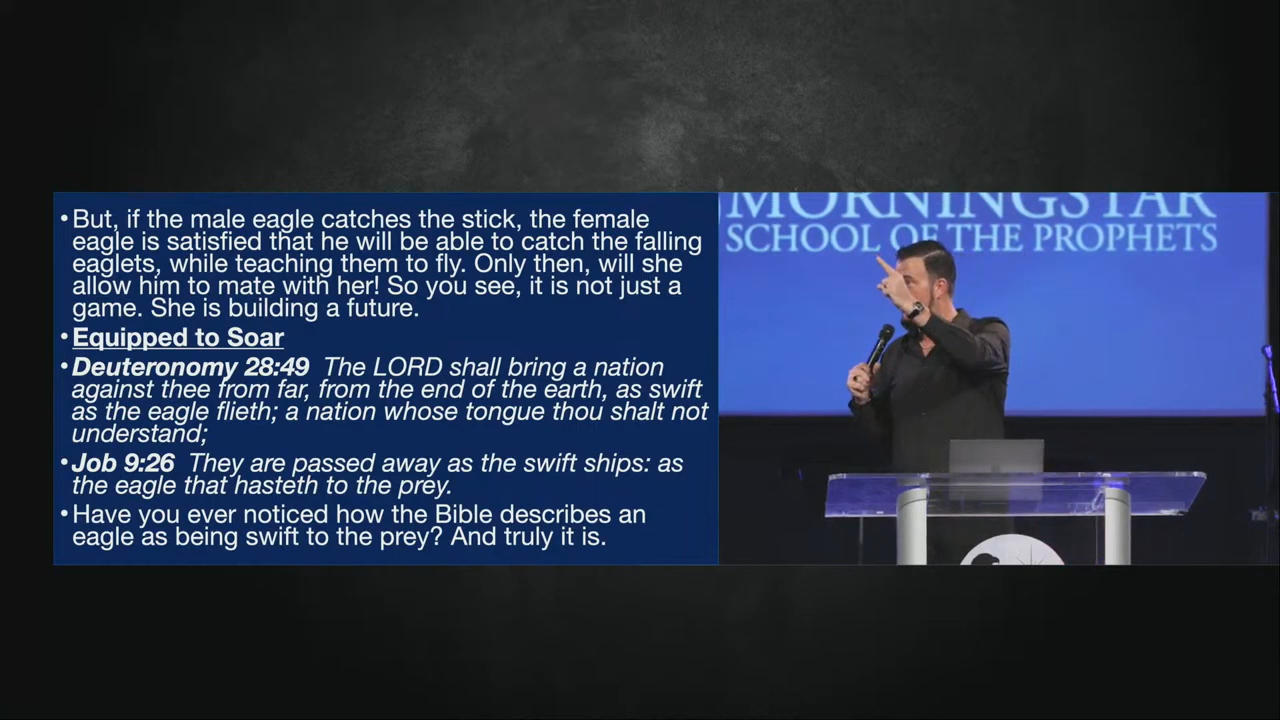 • But, if the male eagle catches the stick, the female
eagle is satisfied that he will be able to catch the falling
eaglets, while teaching them to fly. Only then, will she
allow him to mate with her! So you see, it is not just a
game. She is building a future.
• Equipped to Soar
• Deuteronomy 28:49 The LORD shall bring a nation
against thee from far, from the end of the earth, as swift
as the eagle flieth; a nation whose tongue thou shalt not
understand;
• Job 9:26 They are passed away as the swift ships: as
the eagle that hasteth to the prey.
• Have you ever noticed how the Bible describes an
eagle as being swift to the prey? And truly it is.
MORNINGSTAR
SCHOOL OF THE PROPHETS